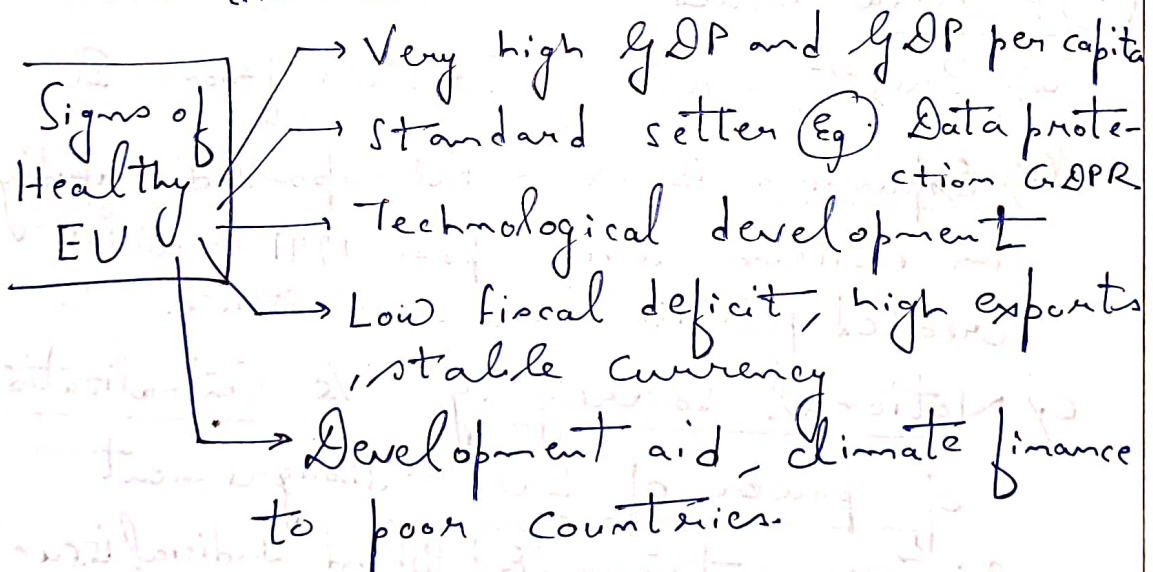 Signs of
Healthy
EU
Very high GDP and GDP per capita
Standard setter Eg. Data prote-
ction GDPR
Technological development
Low fiscal deficit, high exports
, stable currency
Development aid, climate finance
to poor countries.